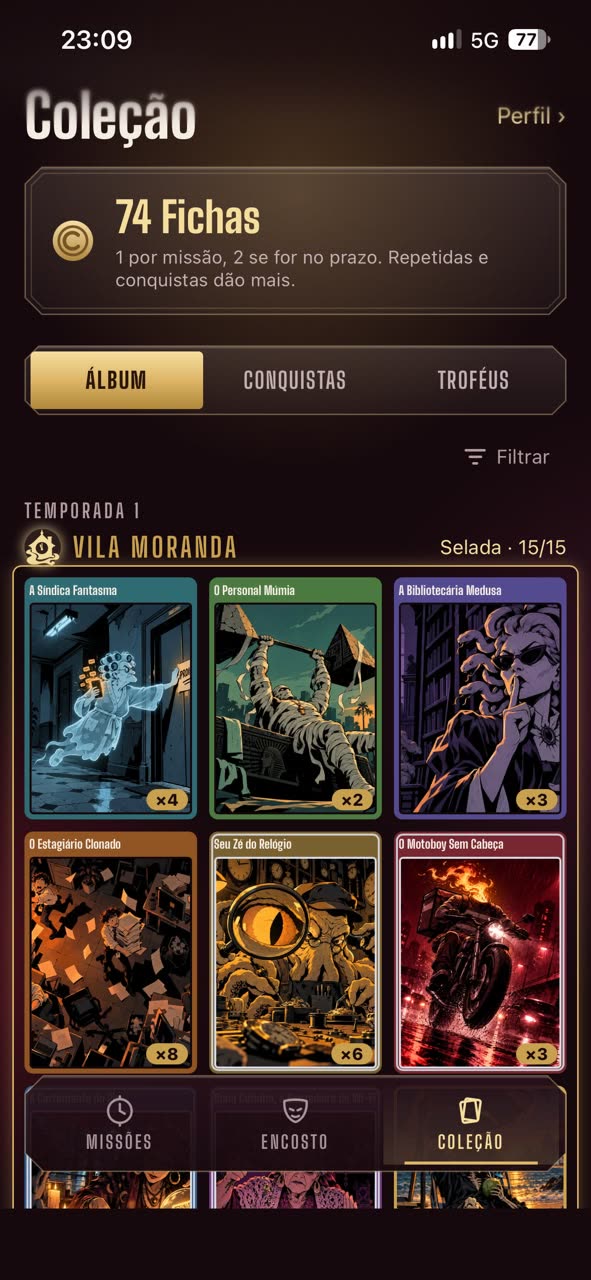 23:09
5G
77
Coleção
Perfil ›
74 Fichas
1 por missão, 2 se for no prazo. Repetidas e
conquistas dão mais.
ÁLBUM
CONQUISTAS
TROFÉUS
Filtrar
TEMPORADA 1
VILA MORANDA
Selada · 15/15
A Síndica Fantasma
O Personal Múmia
A Bibliotecária Medusa
×4
×2
×3
O Estagiário Clonado
Seu Zé do Relógio
O Motoboy Sem Cabeça
×8
×6
×3
MISSÕES
ENCOSTO
COLEÇÃO